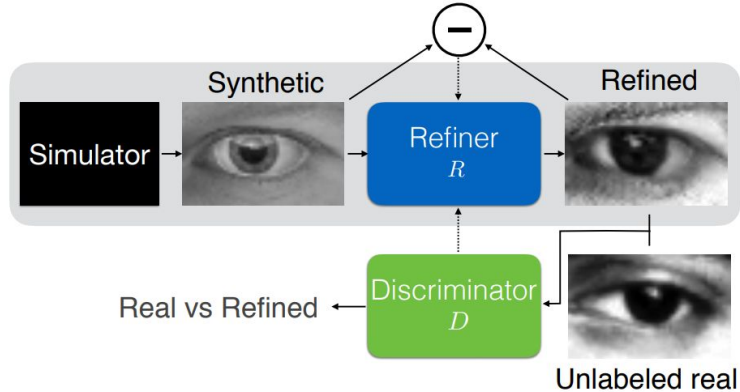 Synthetic
Refined
Simulator
Refiner
R
Discriminator
D
Real vs Refined
Unlabeled real